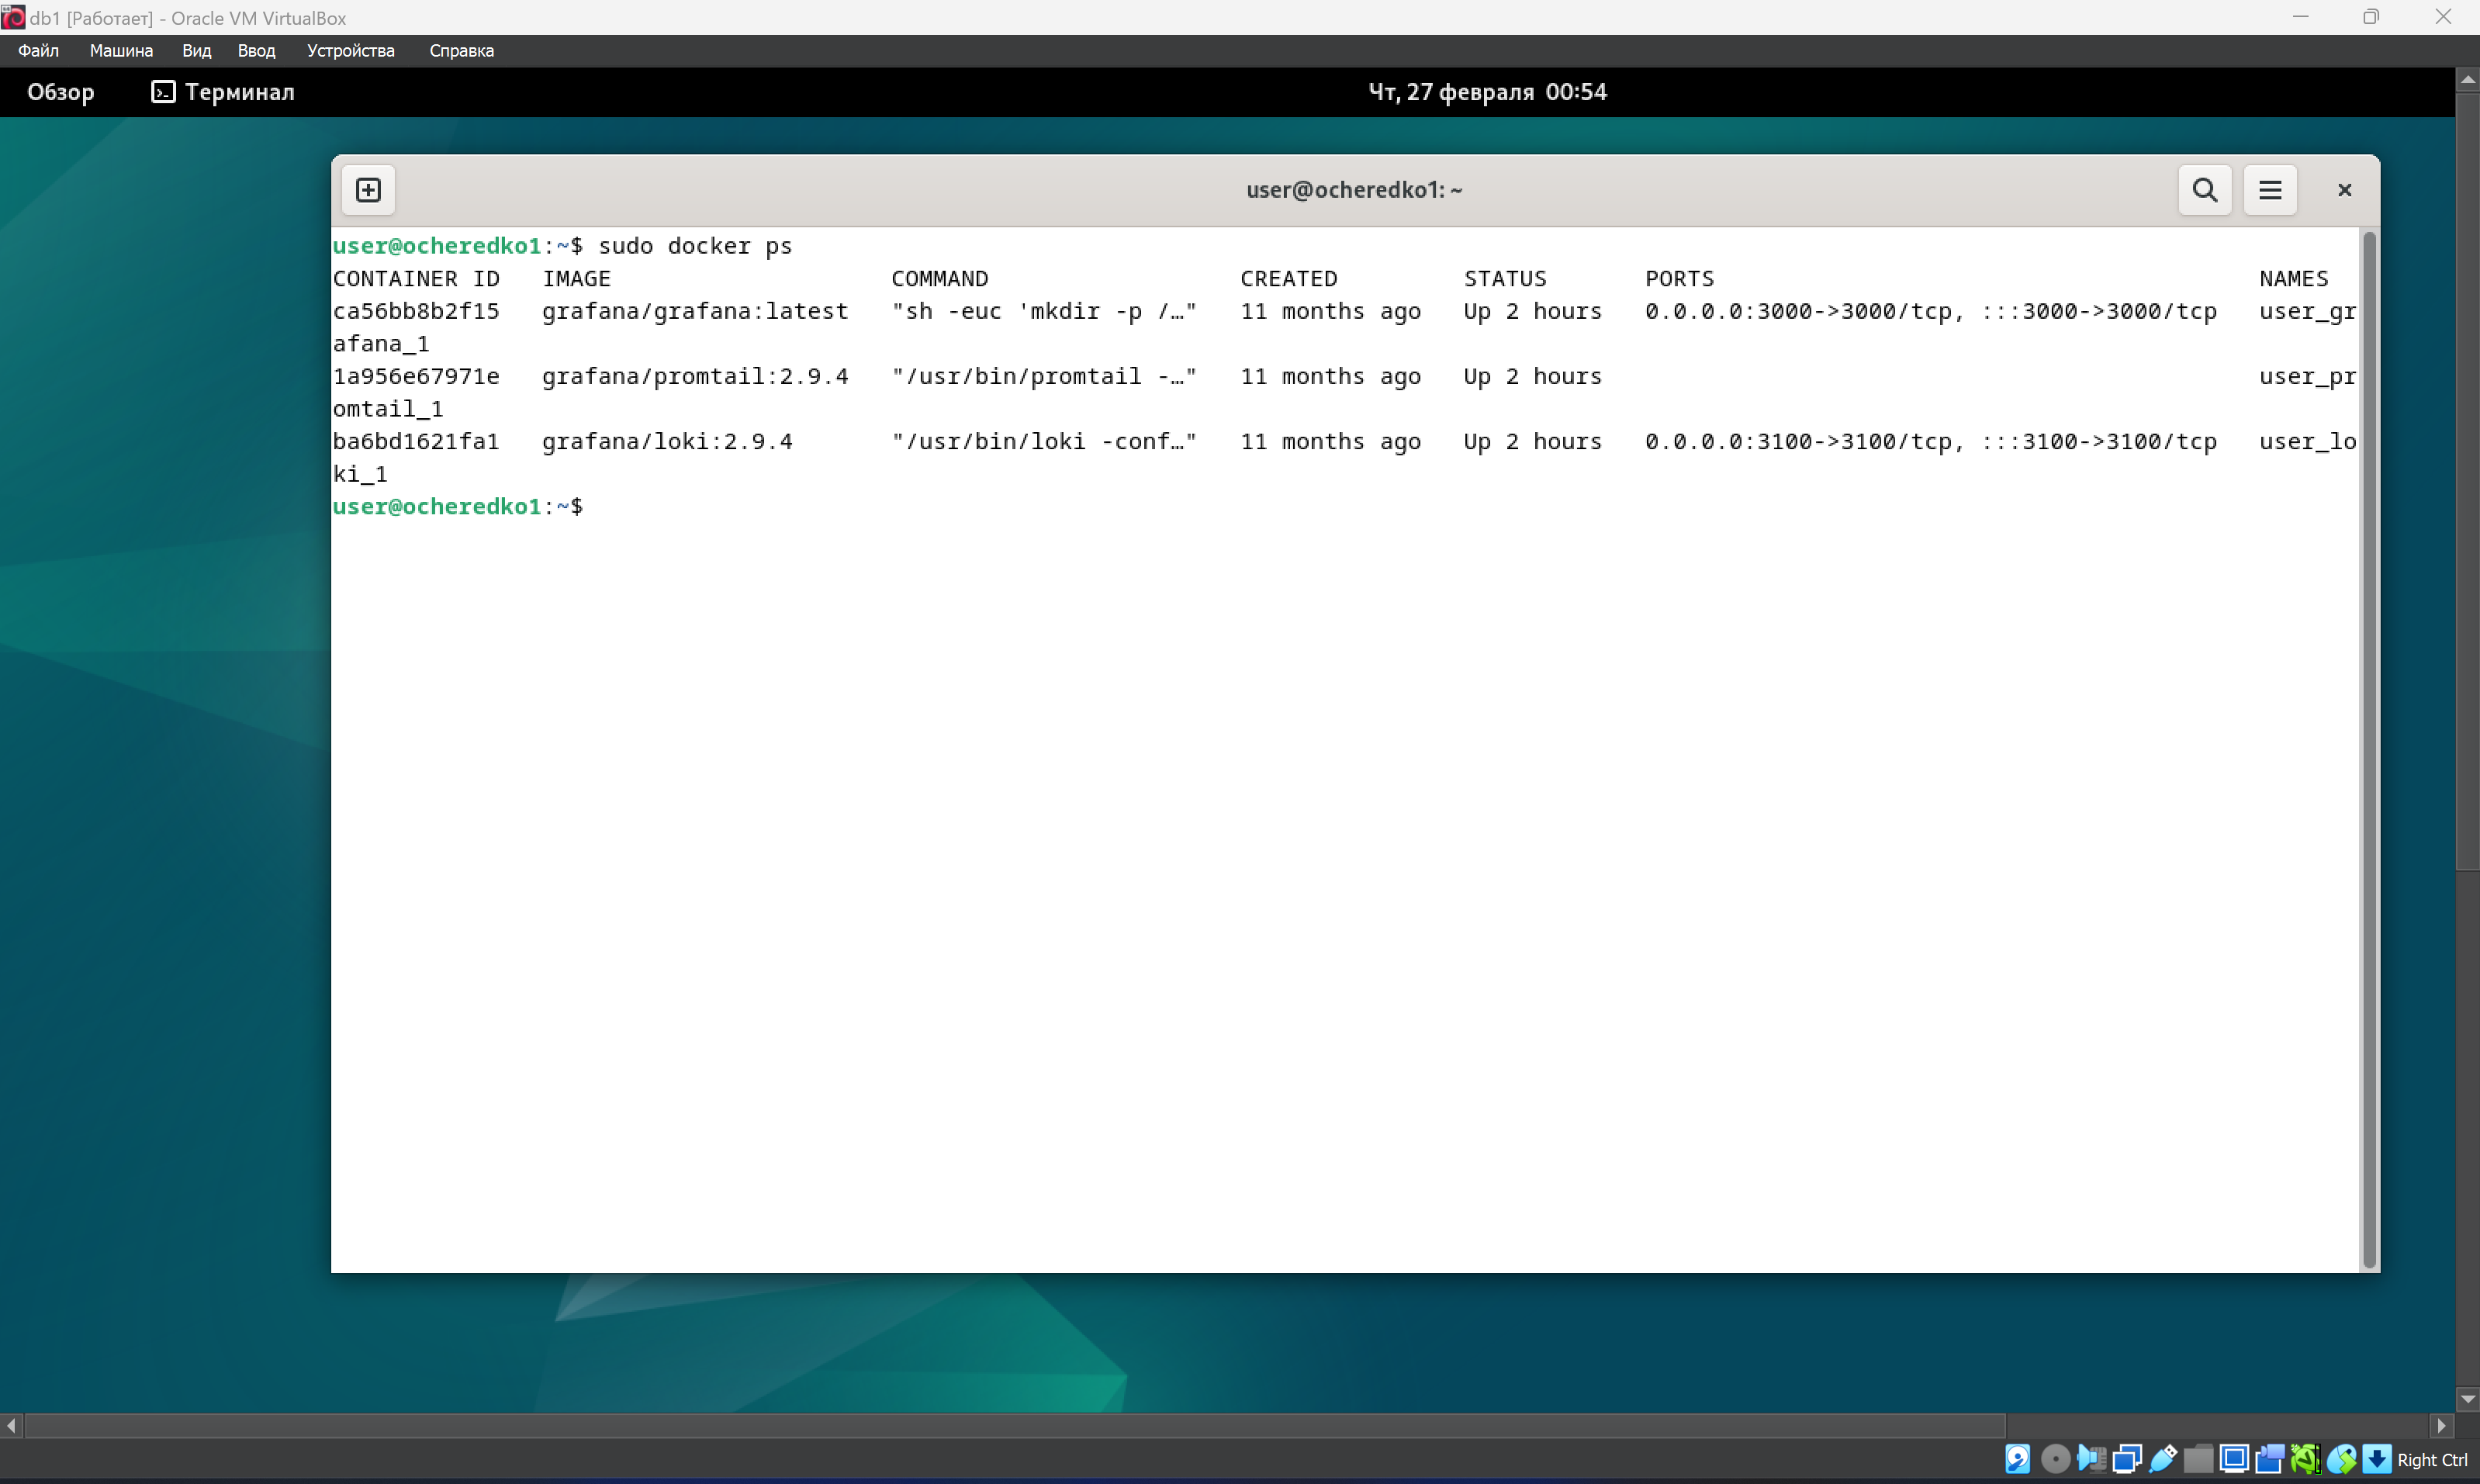 db1 [Работает] - Oracle VM VirtualBox
Файл Машина Вид Ввод Устройства Справка
Обзор Терминал Чт, 27 февраля 00:54
user@ocheredko1: ~
user@ocheredko1:~$ sudo docker ps
CONTAINER ID IMAGE COMMAND CREATED STATUS PORTS NAMES
ca56bb8b2f15 grafana/grafana:latest "sh -euc 'mkdir -p /…" 11 months ago Up 2 hours 0.0.0.0:3000->3000/tcp, :::3000->3000/tcp user_gr
afana_1
1a956e67971e grafana/promtail:2.9.4 "/usr/bin/promtail -…" 11 months ago Up 2 hours user_pr
omtail_1
ba6bd1621fa1 grafana/loki:2.9.4 "/usr/bin/loki -conf…" 11 months ago Up 2 hours 0.0.0.0:3100->3100/tcp, :::3100->3100/tcp user_lo
ki_1
user@ocheredko1:~$
Right Ctrl